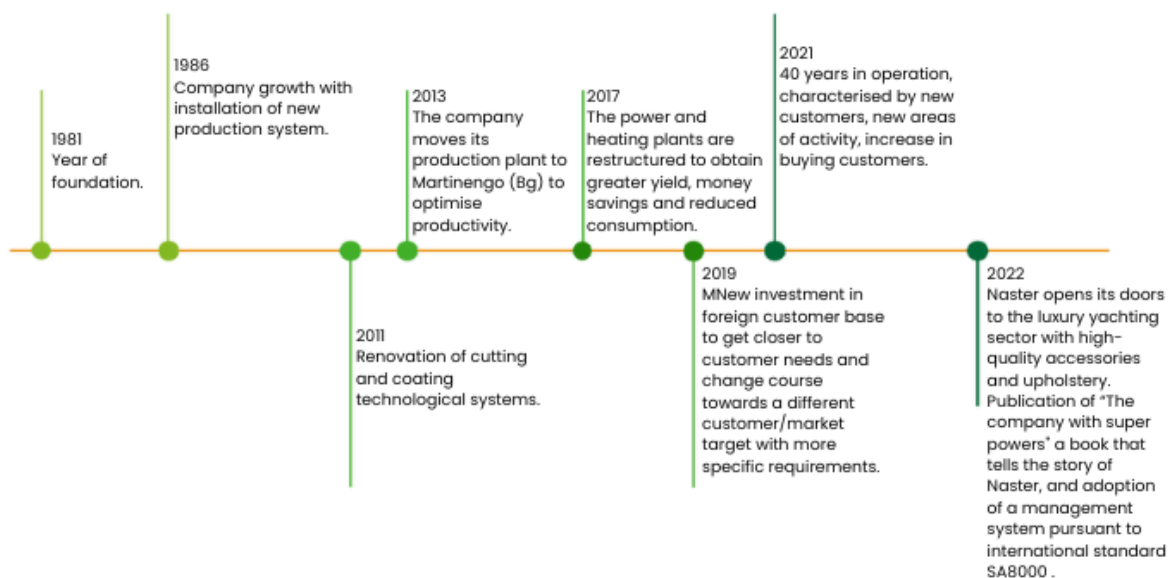 1981
Year of
foundation.
1986
Company growth with
installation of new
production system.
2011
Renovation of cutting
and coating
technological systems.
2013
The company
moves its
production plant to
Martinengo (Bg) to
optimise
productivity.
2017
The power and
heating plants are
restructured to obtain
greater yield, money
savings and reduced
consumption.
2019
MNew investment in
foreign customer base
to get closer to
customer needs and
change course
towards a different
customer/market
target with more
specific requirements.
2021
40 years in operation,
characterised by new
customers, new areas
of activity, increase in
buying customers.
2022
Naster opens its doors
to the luxury yachting
sector with high-
quality accessories
and upholstery.
Publication of “The
company with super
powers" a book that
tells the story of
Naster, and adoption
of a management
system pursuant to
international standard
SA8000 .